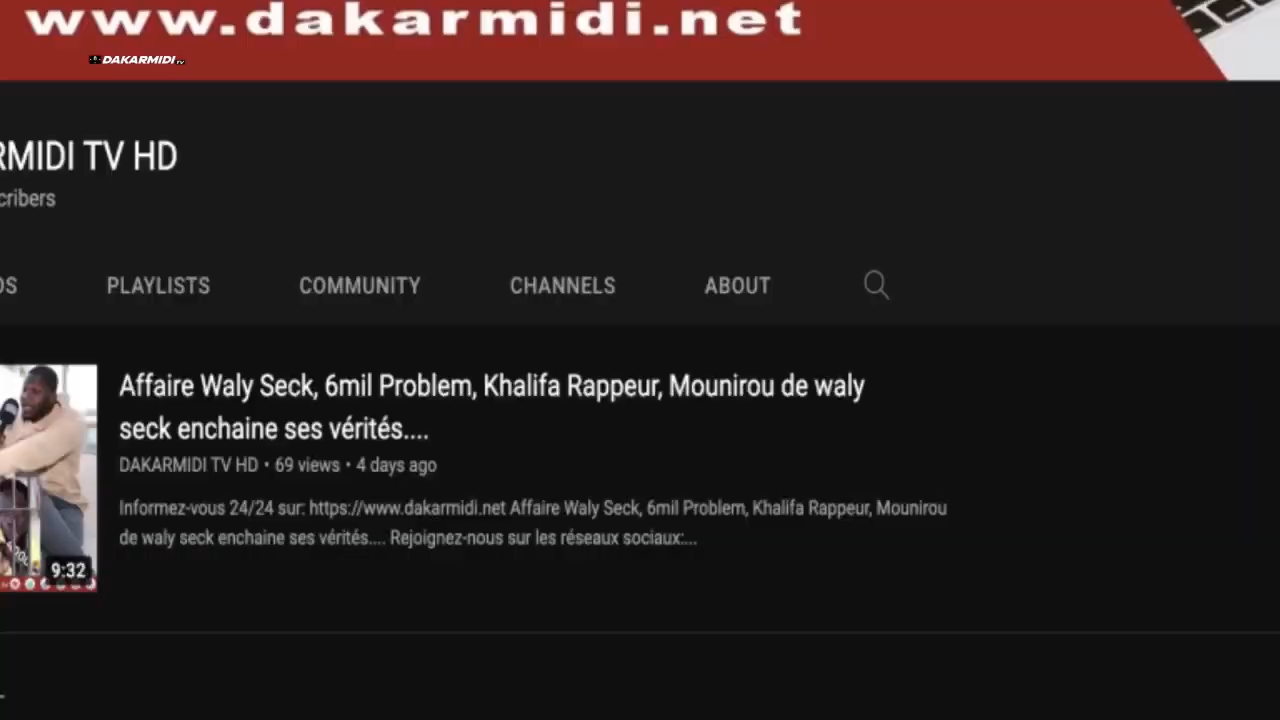 www.dakarmidi.net
DAKARMIDI TV
RMIDI TV HD
cribers
PLAYLISTS COMMUNITY CHANNELS ABOUT
Affaire Waly Seck, 6mil Problem, Khalifa Rappeur, Mounirou de waly
seck enchaine ses vérités....
DAKARMIDI TV HD • 69 views • 4 days ago
Informez-vous 24/24 sur: https://www.dakarmidi.net Affaire Waly Seck, 6mil Problem, Khalifa Rappeur, Mounirou
de waly seck enchaine ses vérités.... Rejoignez-nous sur les réseaux sociaux:...
9:32